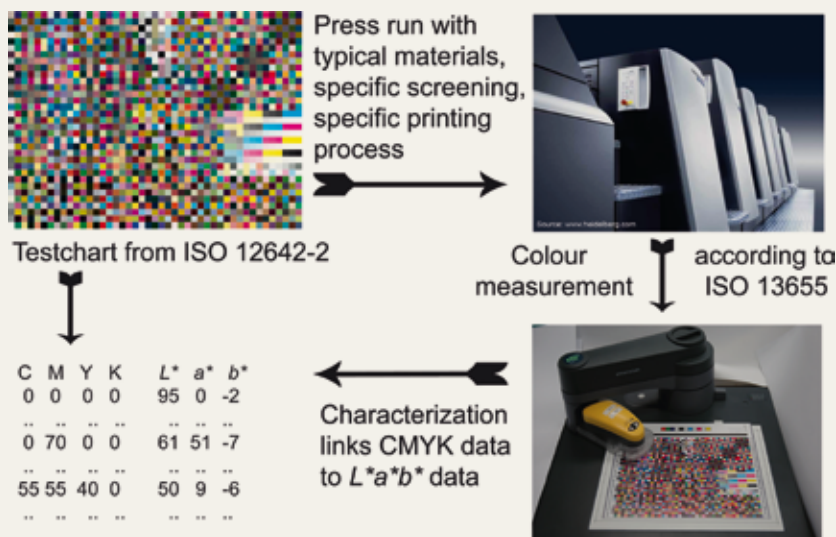 Press run with
typical materials,
specific screening,
specific printing
process
Source: www.heidelberg.com
Testchart from ISO 12642-2
Colour
measurement
according to
ISO 13655
C M Y K L* a* b*
0 0 0 0 95 0 -2
.. .. .. .. .. .. ..
0 70 0 0 61 51 -7
.. .. .. .. .. .. ..
55 55 40 0 50 9 -6
.. .. .. .. .. .. ..
Characterization
links CMYK data
to L*a*b* data